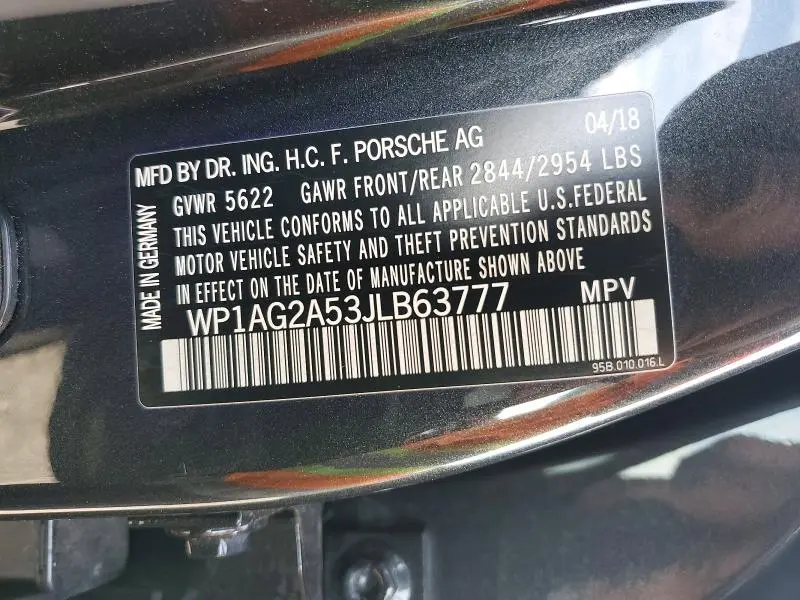 MFD BY DR. ING. H.C. F. PORSCHE AG 04/18
GVWR 5622 GAWR FRONT/REAR 2844/2954 LBS
THIS VEHICLE CONFORMS TO ALL APPLICABLE U.S.FEDERAL
MOTOR VEHICLE SAFETY AND THEFT PREVENTION STANDARDS
IN EFFECT ON THE DATE OF MANUFACTURE SHOWN ABOVE
WP1AG2A53JLB63777 MPV
95B.010.016.L
MADE IN GERMANY